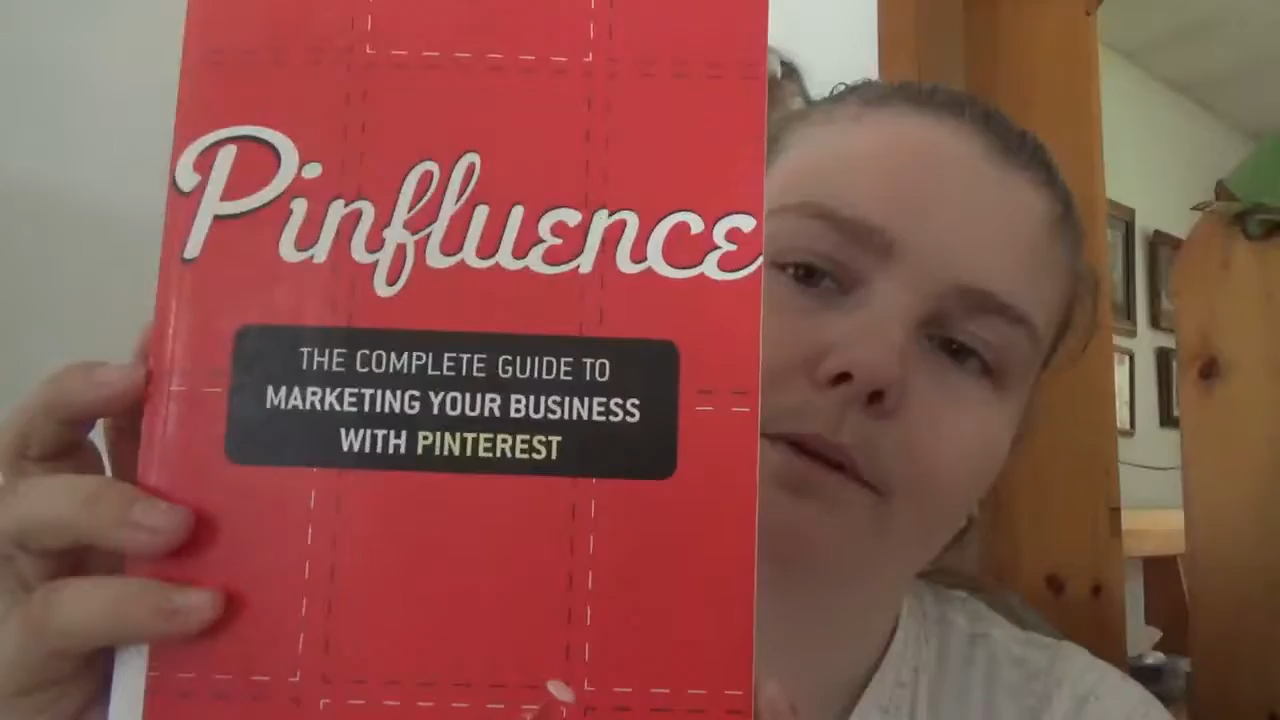 Pinfluence
THE COMPLETE GUIDE TO
MARKETING YOUR BUSINESS
WITH PINTEREST